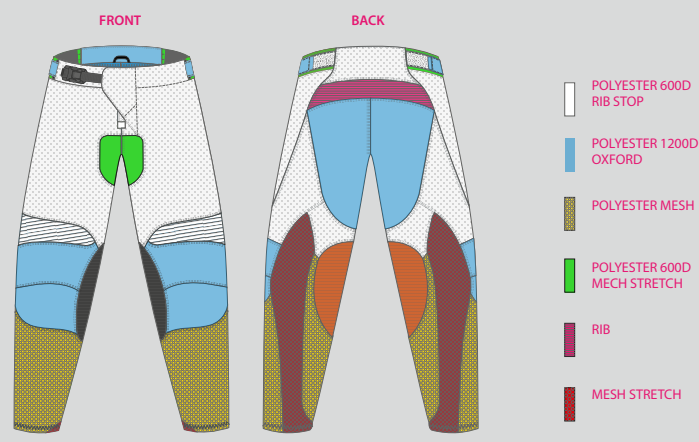 FRONT
BACK
POLYESTER 600D
RIB STOP
POLYESTER 1200D
OXFORD
POLYESTER MESH
POLYESTER 600D
MECH STRETCH
RIB
MESH STRETCH